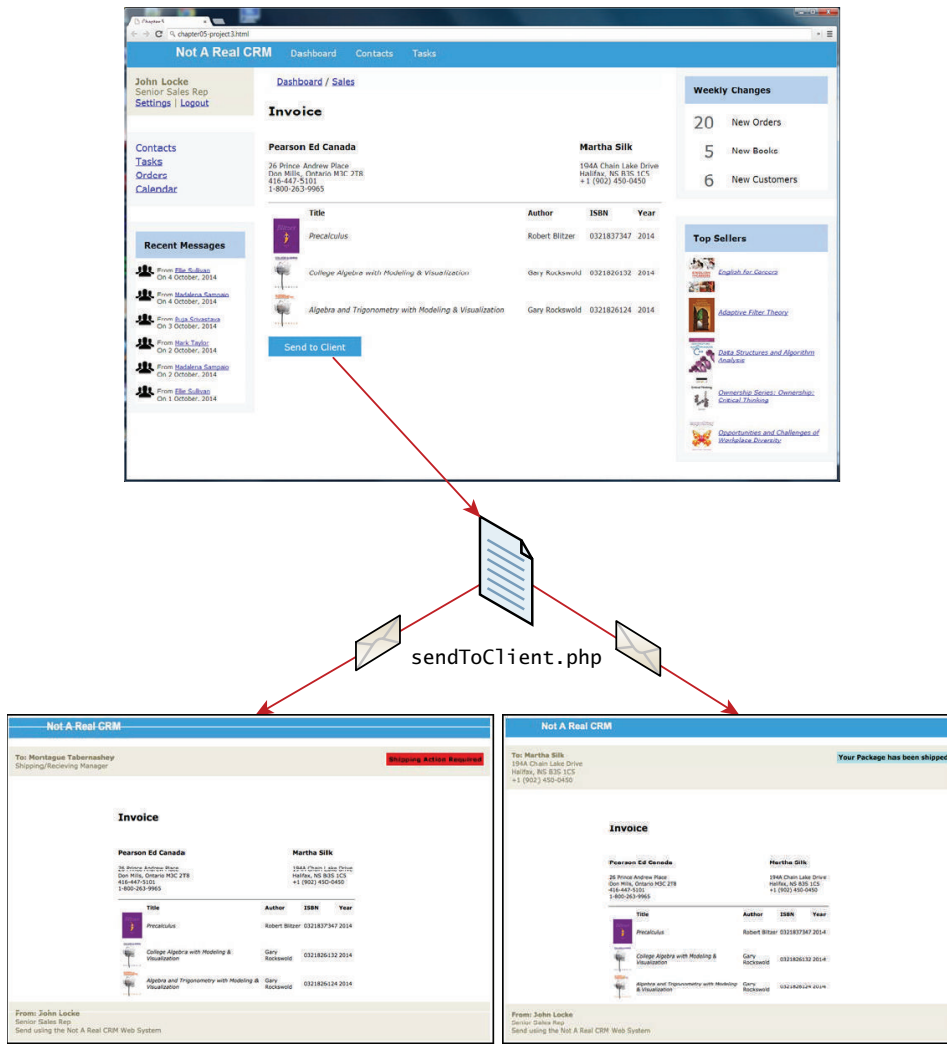 Chapter 5
chapter05-project3.html
Not A Real CRM Dashboard Contacts Tasks
John Locke
Senior Sales Rep
Settings | Logout
Contacts
Tasks
Orders
Calendar
Recent Messages
From Ellie Sullivan
On 4 October, 2014
From Madalena Sampaio
On 4 October, 2014
From Puja Srivastava
On 3 October, 2014
From Mark Taylor
On 2 October, 2014
From Madalena Sampaio
On 2 October, 2014
From Ellie Sullivan
On 1 October, 2014
Dashboard / Sales
Invoice
Pearson Ed Canada
26 Prince Andrew Place
Don Mills, Ontario M3C 2T8
416-447-5101
1-800-263-9965
Martha Silk
194A Chain Lake Drive
Halifax, NS B3S 1C5
+1 (902) 450-0450
Title Author ISBN Year
Precalculus Robert Blitzer 0321837347 2014
College Algebra with Modeling & Visualization Gary Rockswold 0321826132 2014
Algebra and Trigonometry with Modeling & Visualization Gary Rockswold 0321826124 2014
Send to Client
Weekly Changes
20 New Orders
5 New Books
6 New Customers
Top Sellers
English for Careers
Adaptive Filter Theory
Data Structures and Algorithm
Analysis
Ownership Series: Ownership:
Critical Thinking
Opportunities and Challenges of
Workplace Diversity
sendToClient.php
Not A Real CRM
To: Montague Tabernashey
Shipping/Recieving Manager
Shipping Action Required
Invoice
Pearson Ed Canada
26 Prince Andrew Place
Don Mills, Ontario M3C 2T8
416-447-5101
1-800-263-9965
Martha Silk
194A Chain Lake Drive
Halifax, NS B3S 1C5
+1 (902) 450-0450
Title Author ISBN Year
Precalculus Robert Blitzer 0321837347 2014
College Algebra with Modeling &
Visualization
Gary
Rockswold
0321826132 2014
Algebra and Trigonometry with Modeling &
Visualization
Gary
Rockswold
0321826124 2014
From: John Locke
Senior Sales Rep
Send using the Not A Real CRM Web System
Not A Real CRM
To: Martha Silk
194A Chain Lake Drive
Halifax, NS B3S 1C5
+1 (902) 450-0450
Your Package has been shipped
Invoice
Pearson Ed Canada
26 Prince Andrew Place
Don Mills, Ontario M3C 2T8
416-447-5101
1-800-263-9965
Martha Silk
194A Chain Lake Drive
Halifax, NS B3S 1C5
+1 (902) 450-0450
Title Author ISBN Year
Precalculus Robert Blitzer 0321837347 2014
College Algebra with Modeling &
Visualization
Gary
Rockswold
0321826132 2014
Algebra and Trigonometry with Modeling
& Visualization
Gary
Rockswold
0321826124 2014
From: John Locke
Senior Sales Rep
Send using the Not A Real CRM Web System